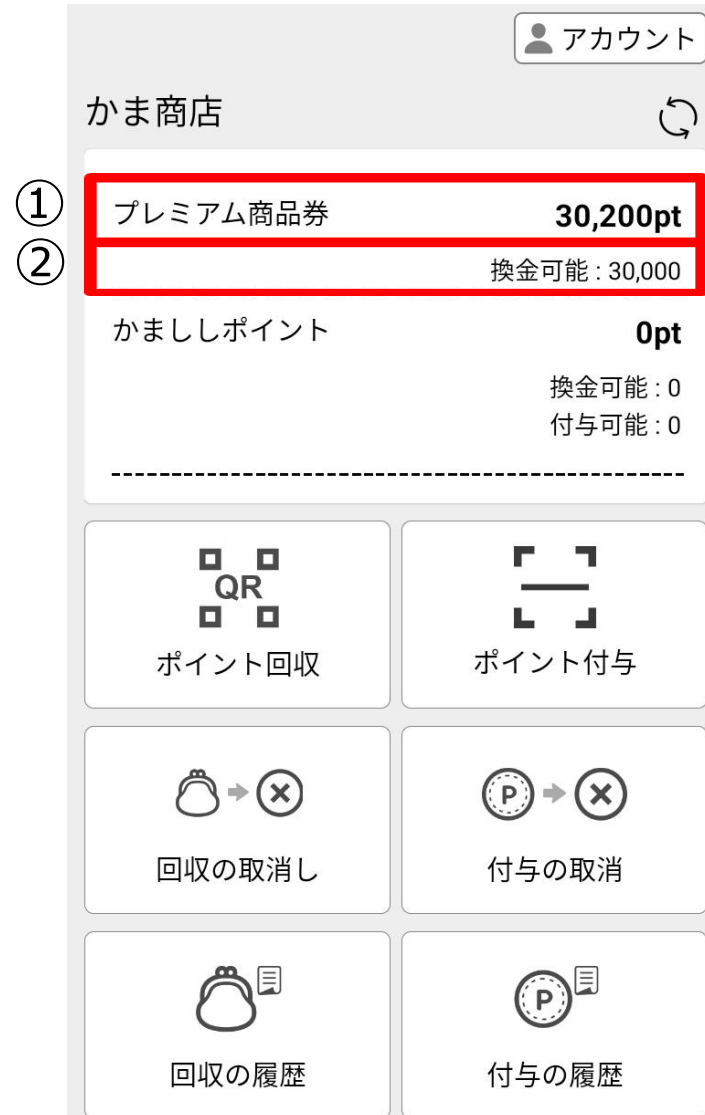 アカウント
かま商店
①
プレミアム商品券 30,200pt
②
換金可能 : 30,000
かまししポイント 0pt
換金可能 : 0
付与可能 : 0
QR
ポイント回収
ポイント付与
回収の取消し
P
付与の取消
回収の履歴
P
付与の履歴